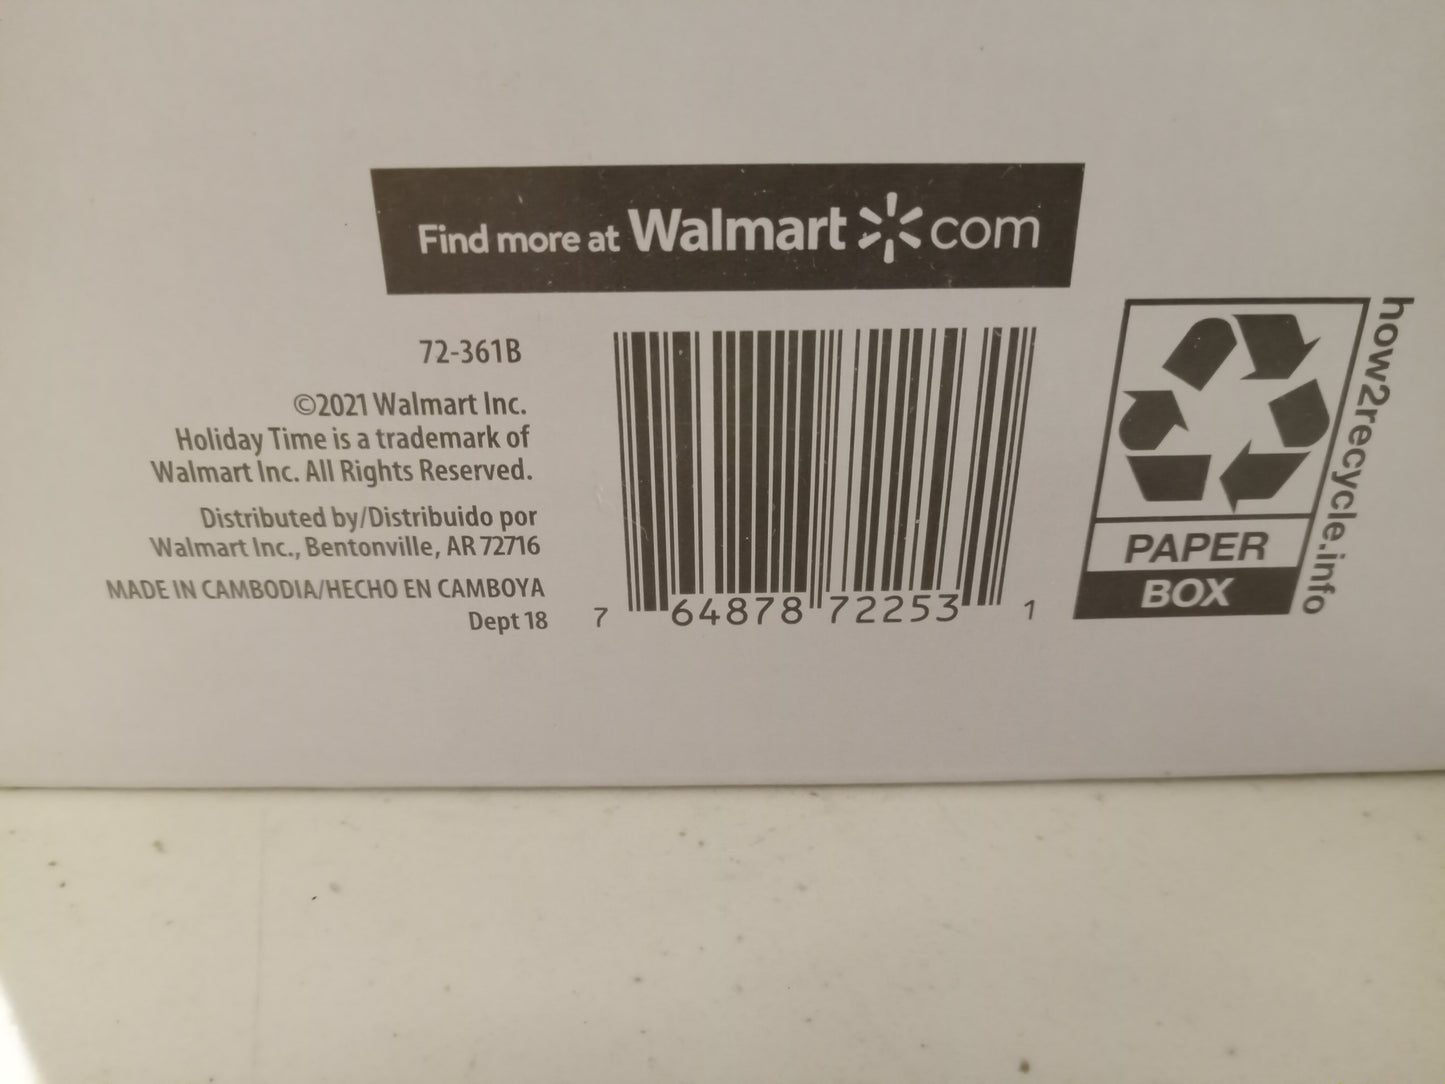 Find more at Walmart com
72-361B
©2021 Walmart Inc.
Holiday Time is a trademark of
Walmart Inc. All Rights Reserved.
Distributed by/Distribuido por
Walmart Inc., Bentonville, AR 72716
MADE IN CAMBODIA/HECHO EN CAMBOYA
Dept 18
7 64878 72253 1
how2recycle.info
PAPER
BOX